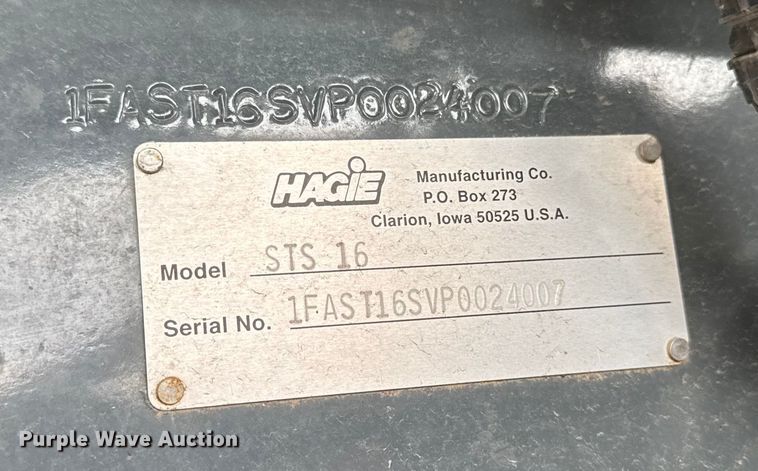 1FAST16SVP0024007
HAGIE
Manufacturing Co.
P.O. Box 273
Clarion, Iowa 50525 U.S.A.
Model STS 16
Serial No. 1FAST16SVP0024007
Purple Wave Auction